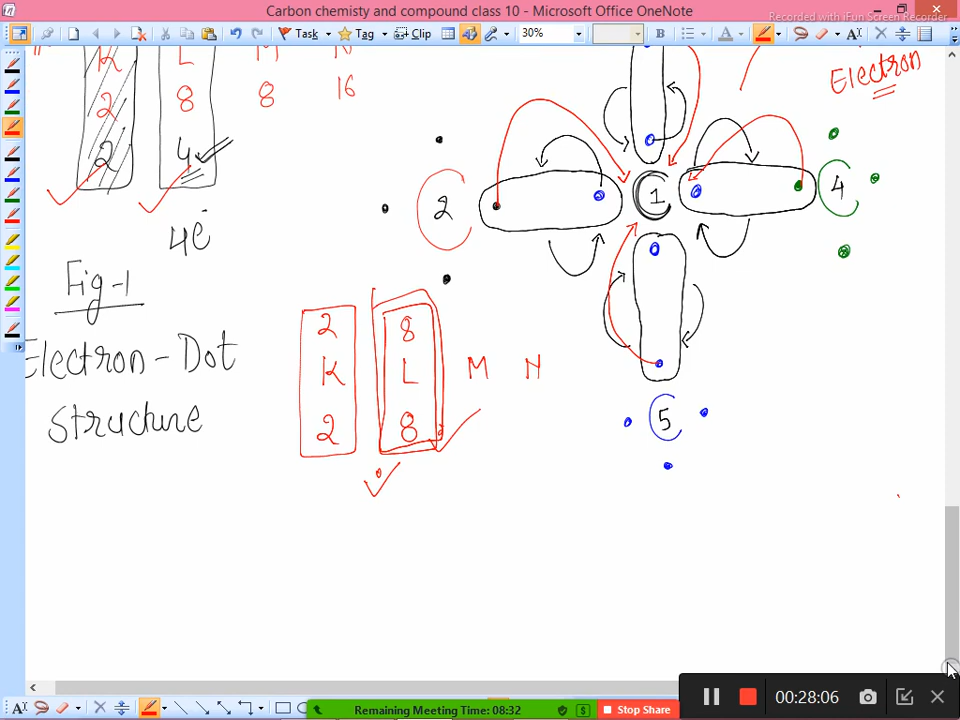 Carbon chemisty and compound class 10 - Microsoft OneNote
Recorded with iFun Screen Recorder
Task
Tag
Clip
30%
B
A
K L M N
2 8 8 16
2 4
4e
Fig-1
Electron-Dot
Structure
Electron
1
2
4
5
2 8
K L M N
2 8
Remaining Meeting Time: 08:32
Stop Share
00:28:06